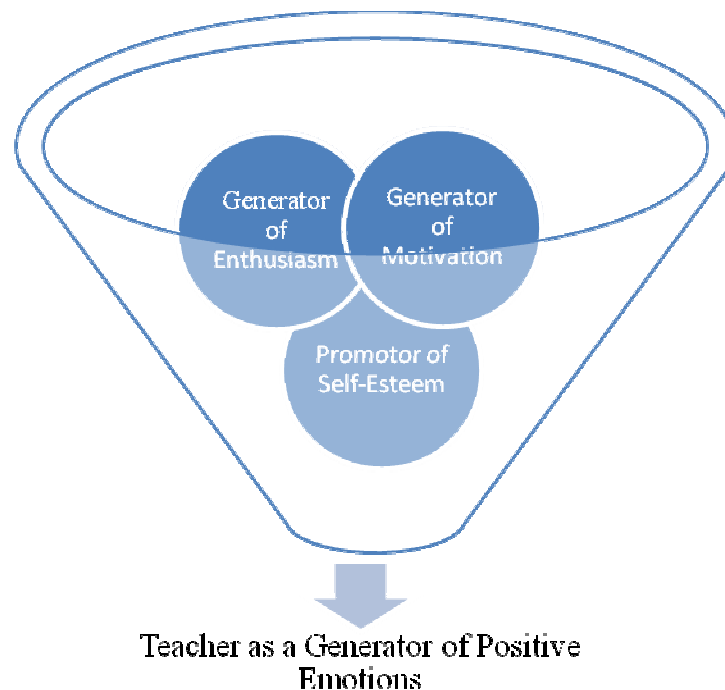 Generator
of
Enthusiasm
Generator
of
Motivation
Promotor of
Self-Esteem
Teacher as a Generator of Positive
Emotions